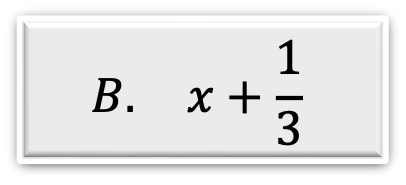 B. x + 1/3